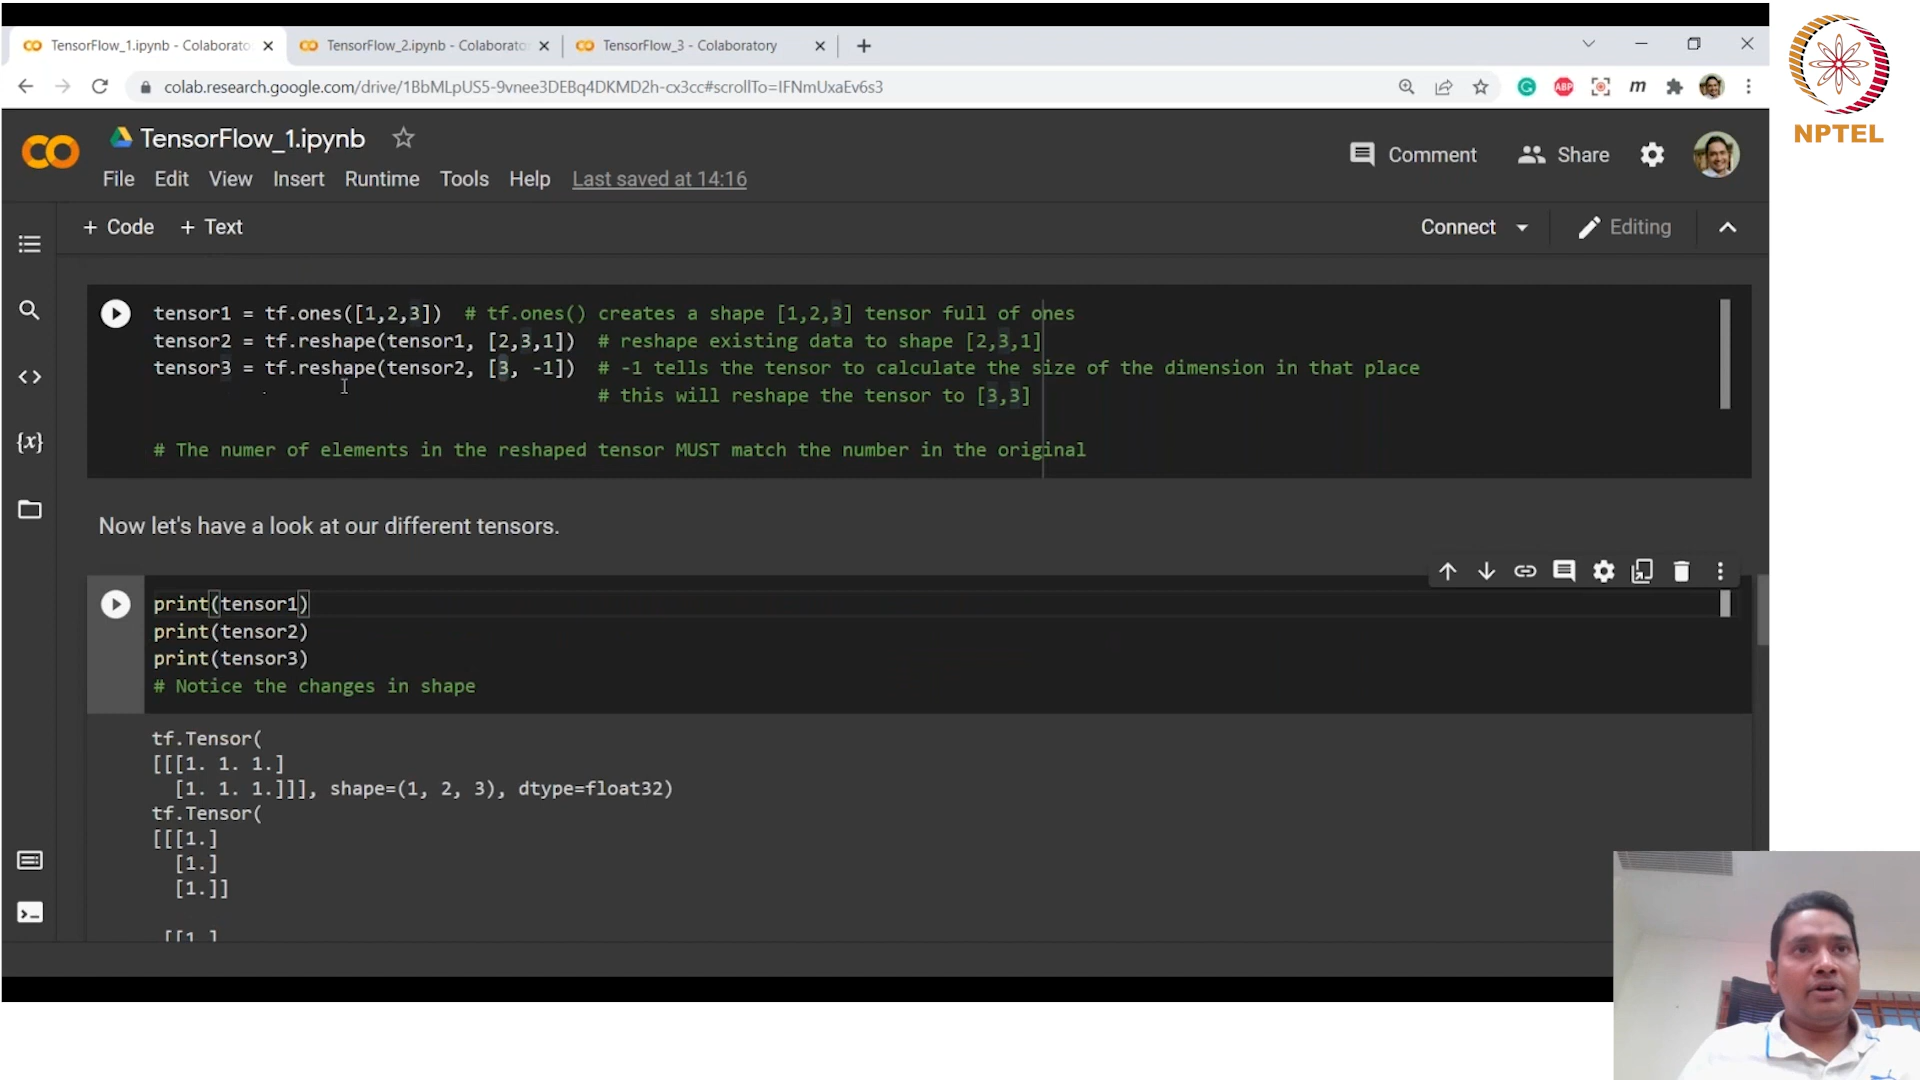 TensorFlow_1.ipynb - Colaborato
TensorFlow_2.ipynb - Colaborato
TensorFlow_3 - Colaboratory
colab.research.google.com/drive/1BbMLpUS5-9vnee3DEBq4DKMD2h-cx3cc#scrollTo=IFNmUxaEv6s3
ABP
m
NPTEL
TensorFlow_1.ipynb
Comment
Share
File Edit View Insert Runtime Tools Help Last saved at 14:16
+ Code + Text
Connect
Editing
tensor1 = tf.ones([1,2,3])  # tf.ones() creates a shape [1,2,3] tensor full of ones
tensor2 = tf.reshape(tensor1, [2,3,1])  # reshape existing data to shape [2,3,1]
tensor3 = tf.reshape(tensor2, [3, -1])  # -1 tells the tensor to calculate the size of the dimension in that place
# this will reshape the tensor to [3,3]
# The numer of elements in the reshaped tensor MUST match the number in the original
{x}
Now let's have a look at our different tensors.
print(tensor1)
print(tensor2)
print(tensor3)
# Notice the changes in shape
tf.Tensor(
[[[1. 1. 1.]
[1. 1. 1.]]], shape=(1, 2, 3), dtype=float32)
tf.Tensor(
[[[1.]
[1.]
[1.]]
[[1.]